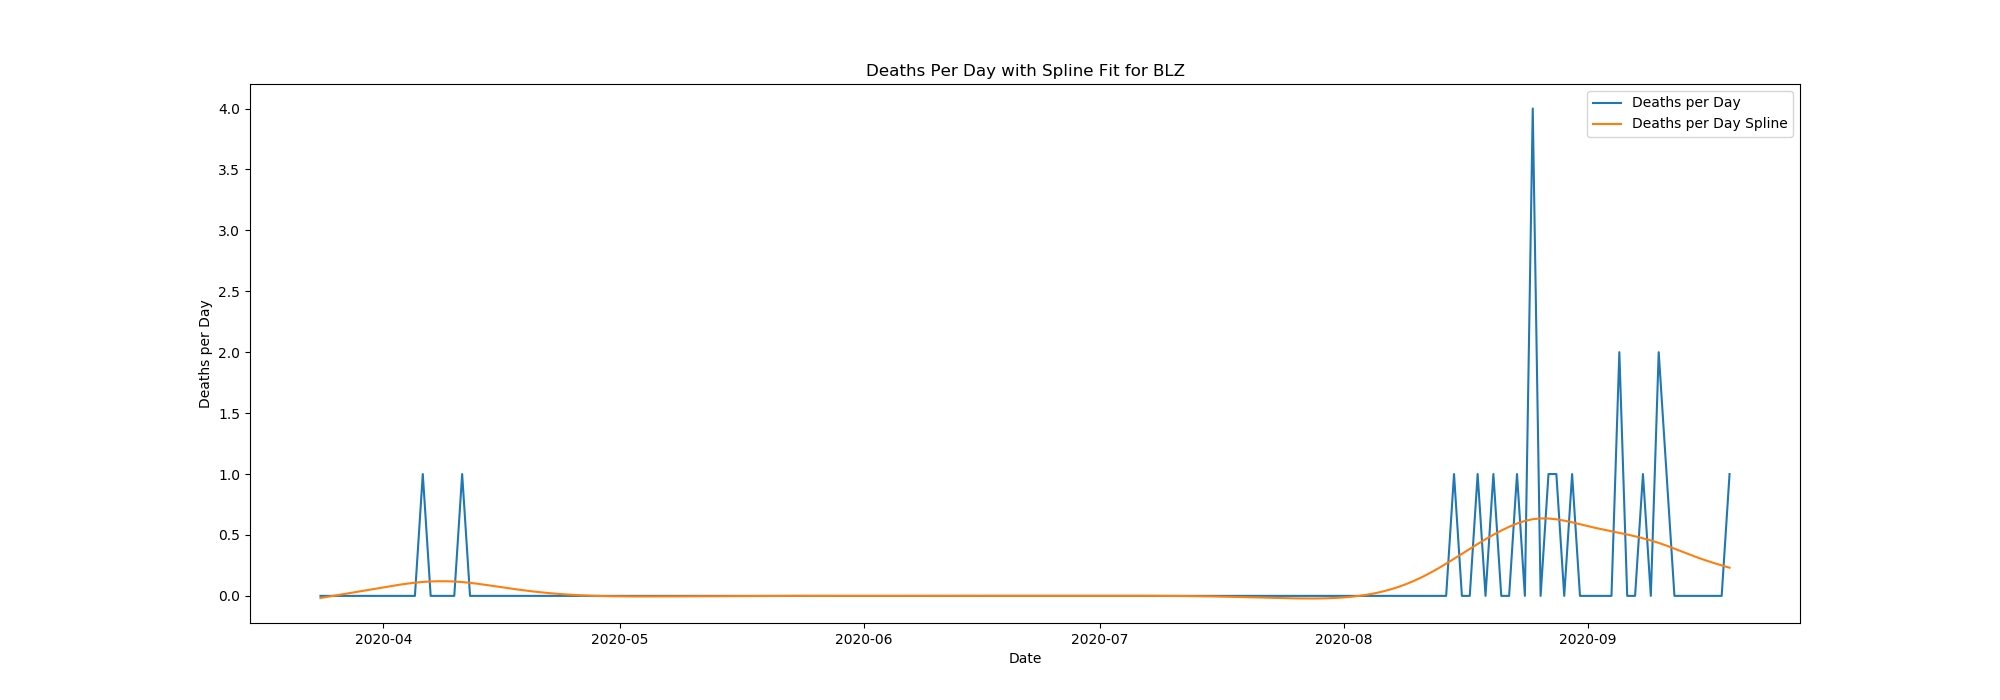 Deaths Per Day with Spline Fit for BLZ
Deaths per Day
Deaths per Day Spline
4.0
3.5
3.0
2.5
2.0
1.5
1.0
0.5
0.0
Deaths per Day
2020-04 2020-05 2020-06 2020-07 2020-08 2020-09
Date